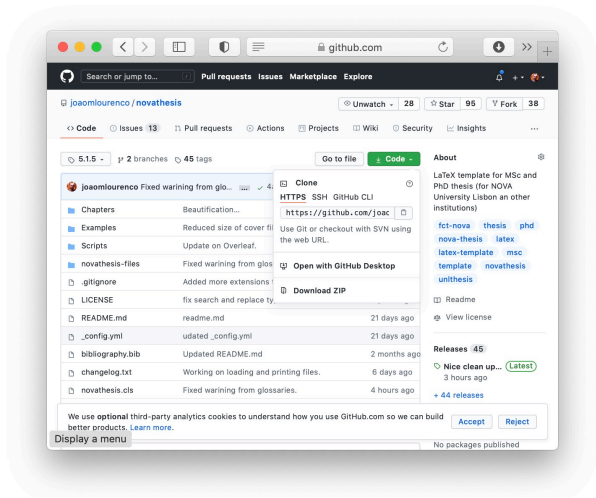 github.com
Search or jump to... / Pull requests Issues Marketplace Explore
joaomlourenco / novathesis Unwatch 28 Star 95 Fork 38
Code Issues 13 Pull requests Actions Projects Wiki Security Insights ...
5.1.5 2 branches 45 tags Go to file Code
joaomlourenco Fixed warining from glo... ...
Chapters Beautification...
Examples Reduced size of cover fil
Scripts Update on Overleaf.
novathesis-files Fixed warining from glos
.gitignore Added more extensions
LICENSE fix search and replace ty
README.md readme.md 21 days ago
_config.yml udated _config.yml 21 days ago
bibliography.bib Updated README.md 2 months ago
changelog.txt Working on loading and printing files. 6 days ago
novathesis.cls Fixed warining from glossaries. 4 hours ago
Clone
HTTPS SSH GitHub CLI
https://github.com/joac
Use Git or checkout with SVN using
the web URL.
Open with GitHub Desktop
Download ZIP
About
LaTeX template for MSc and
PhD thesis (for NOVA
University Lisbon an other
institutions)
fct-nova thesis phd
nova-thesis latex
latex-template msc
template novathesis
unlthesis
Readme
View license
Releases 45
Nice clean up... Latest
3 hours ago
+ 44 releases
We use optional third-party analytics cookies to understand how you use GitHub.com so we can build
better products. Learn more.
Accept Reject
Display a menu
No packages published